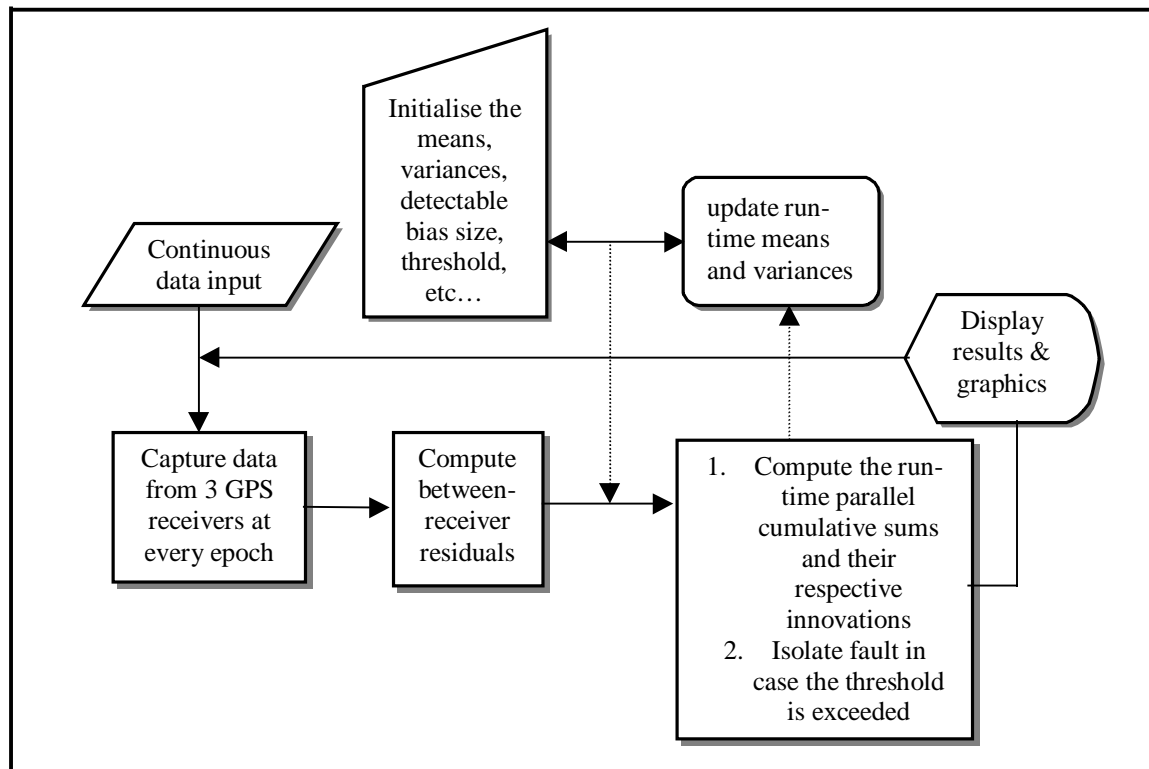 Initialise the
means,
variances,
detectable
bias size,
threshold,
etc…
update run-
time means
and variances
Continuous
data input
Display
results &
graphics
Capture data
from 3 GPS
receivers at
every epoch
Compute
between-
receiver
residuals
1. Compute the run-
time parallel
cumulative sums
and their
respective
innovations
2. Isolate fault in
case the threshold
is exceeded